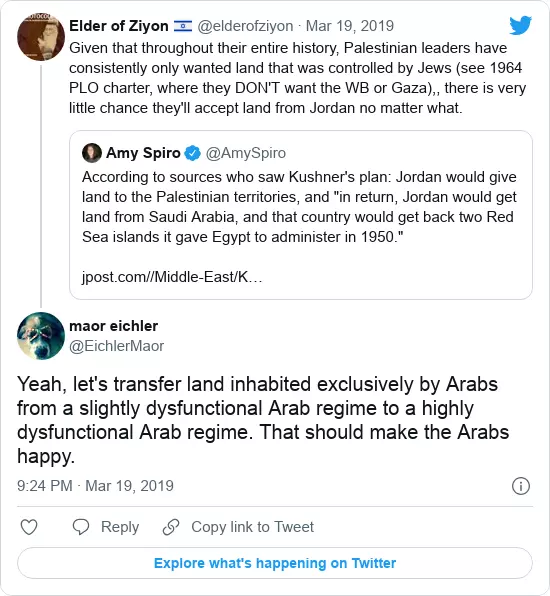 Elder of Ziyon 🇮🇱 @elderofziyon · Mar 19, 2019
Given that throughout their entire history, Palestinian leaders have
consistently only wanted land that was controlled by Jews (see 1964
PLO charter, where they DON'T want the WB or Gaza),, there is very
little chance they'll accept land from Jordan no matter what.
Amy Spiro @AmySpiro
According to sources who saw Kushner's plan: Jordan would give
land to the Palestinian territories, and "in return, Jordan would get
land from Saudi Arabia, and that country would get back two Red
Sea islands it gave Egypt to administer in 1950."
jpost.com//Middle-East/K…
maor eichler
@EichlerMaor
Yeah, let's transfer land inhabited exclusively by Arabs
from a slightly dysfunctional Arab regime to a highly
dysfunctional Arab regime. That should make the Arabs
happy.
9:24 PM · Mar 19, 2019
Reply Copy link to Tweet
Explore what's happening on Twitter